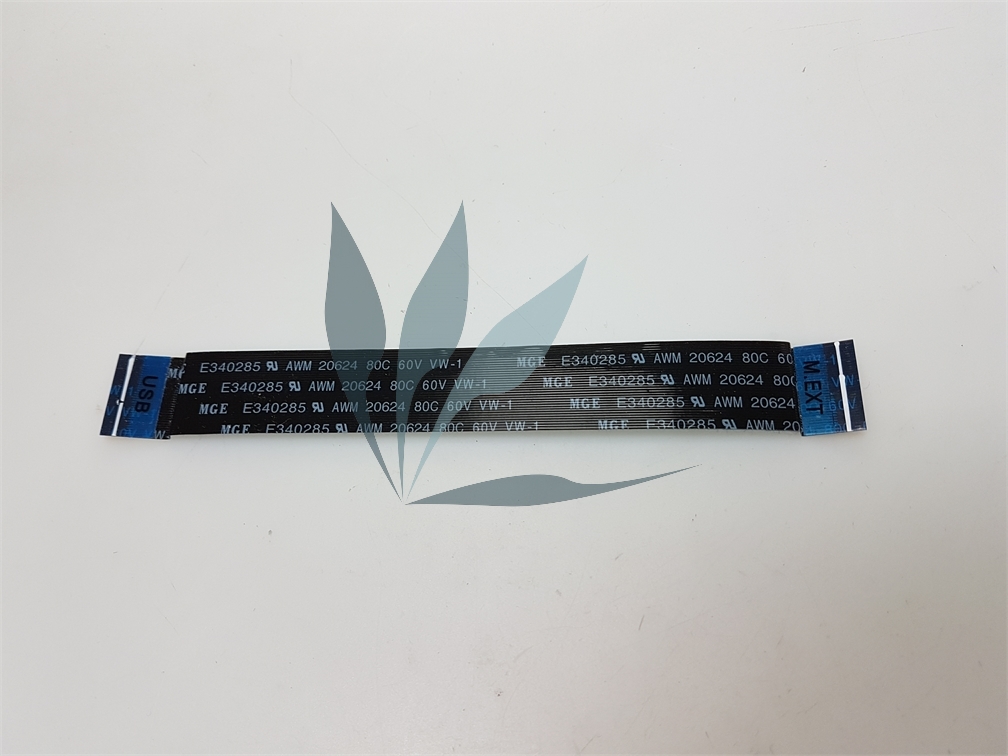 E340285 AWM 20624 80C 60V VW-1 MGE E340285 AWM 20624 80C 60
MGE E340285 AWM 20624 80C 60V VW-1 MGE E340285 AWM 20624 80C
MGE E340285 AWM 20624 80C 60V VW-1 MGE E340285 AWM 20624
MGE E340285 AWM 20624 80C 60V VW-1 MGE E340285 AWM
USB
M.EXT